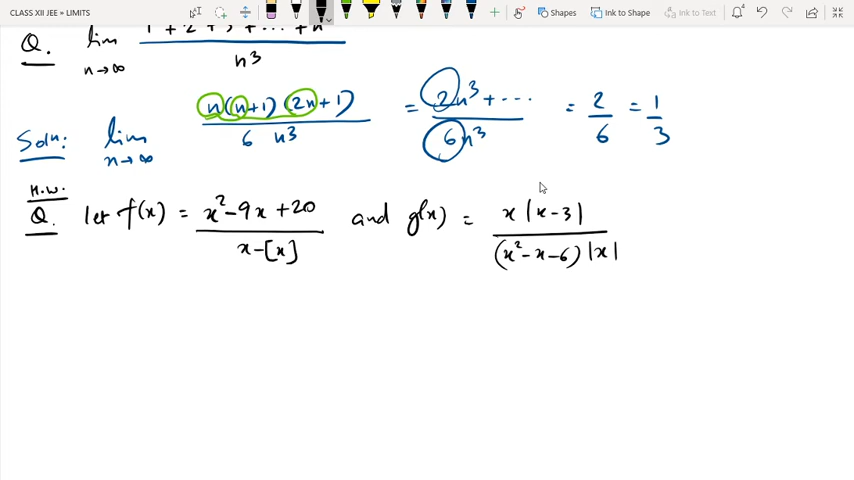 CLASS XII JEE » LIMITS Shapes Ink to Shape Ink to Text
Q. lim n→∞ / n³
Soln: lim n→∞ n(n+1)(2n+1) / 6 n³ = 2n³ + ... / 6n³ = 2/6 = 1/3
H.W.
Q. let f(x) = x² - 9x + 20 / x - [x] and g(x) = x |x-3| / (x² - x - 6) |x|